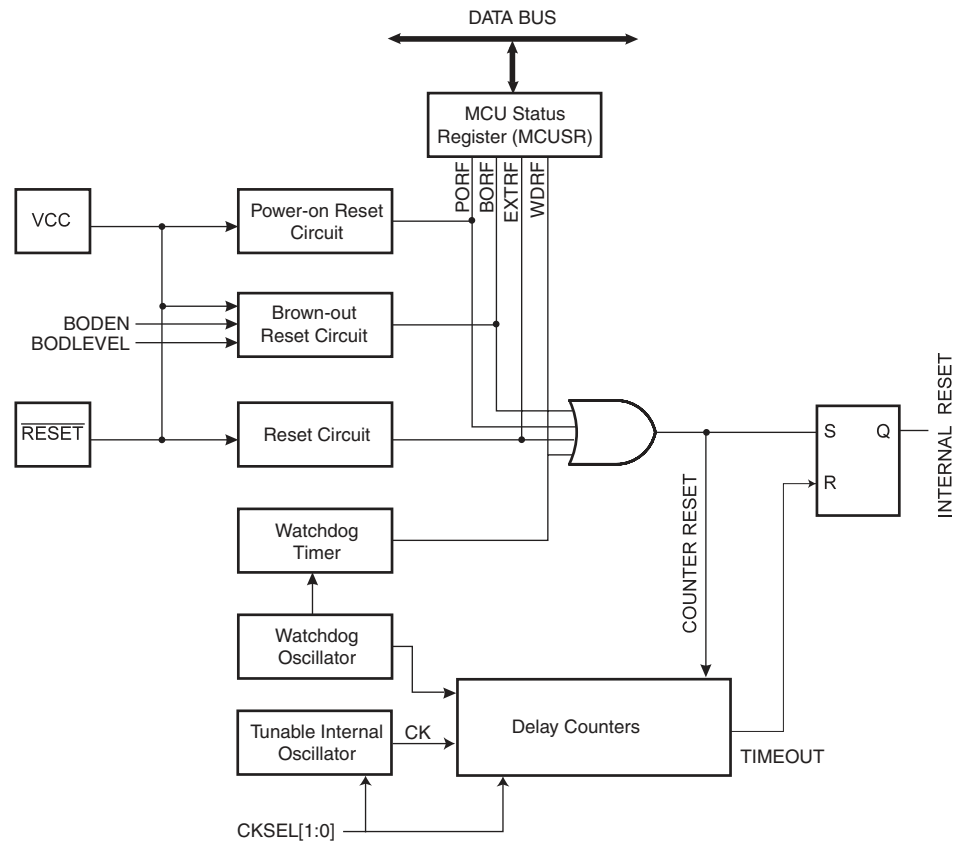 DATA BUS
MCU Status
Register (MCUSR)
PORF
BORF
EXTRF
WDRF
VCC
Power-on Reset
Circuit
BODEN
BODLEVEL
Brown-out
Reset Circuit
RESET
Reset Circuit
S
Q
R
INTERNAL RESET
COUNTER RESET
Watchdog
Timer
Watchdog
Oscillator
Tunable Internal
Oscillator
CK
Delay Counters
TIMEOUT
CKSEL[1:0]